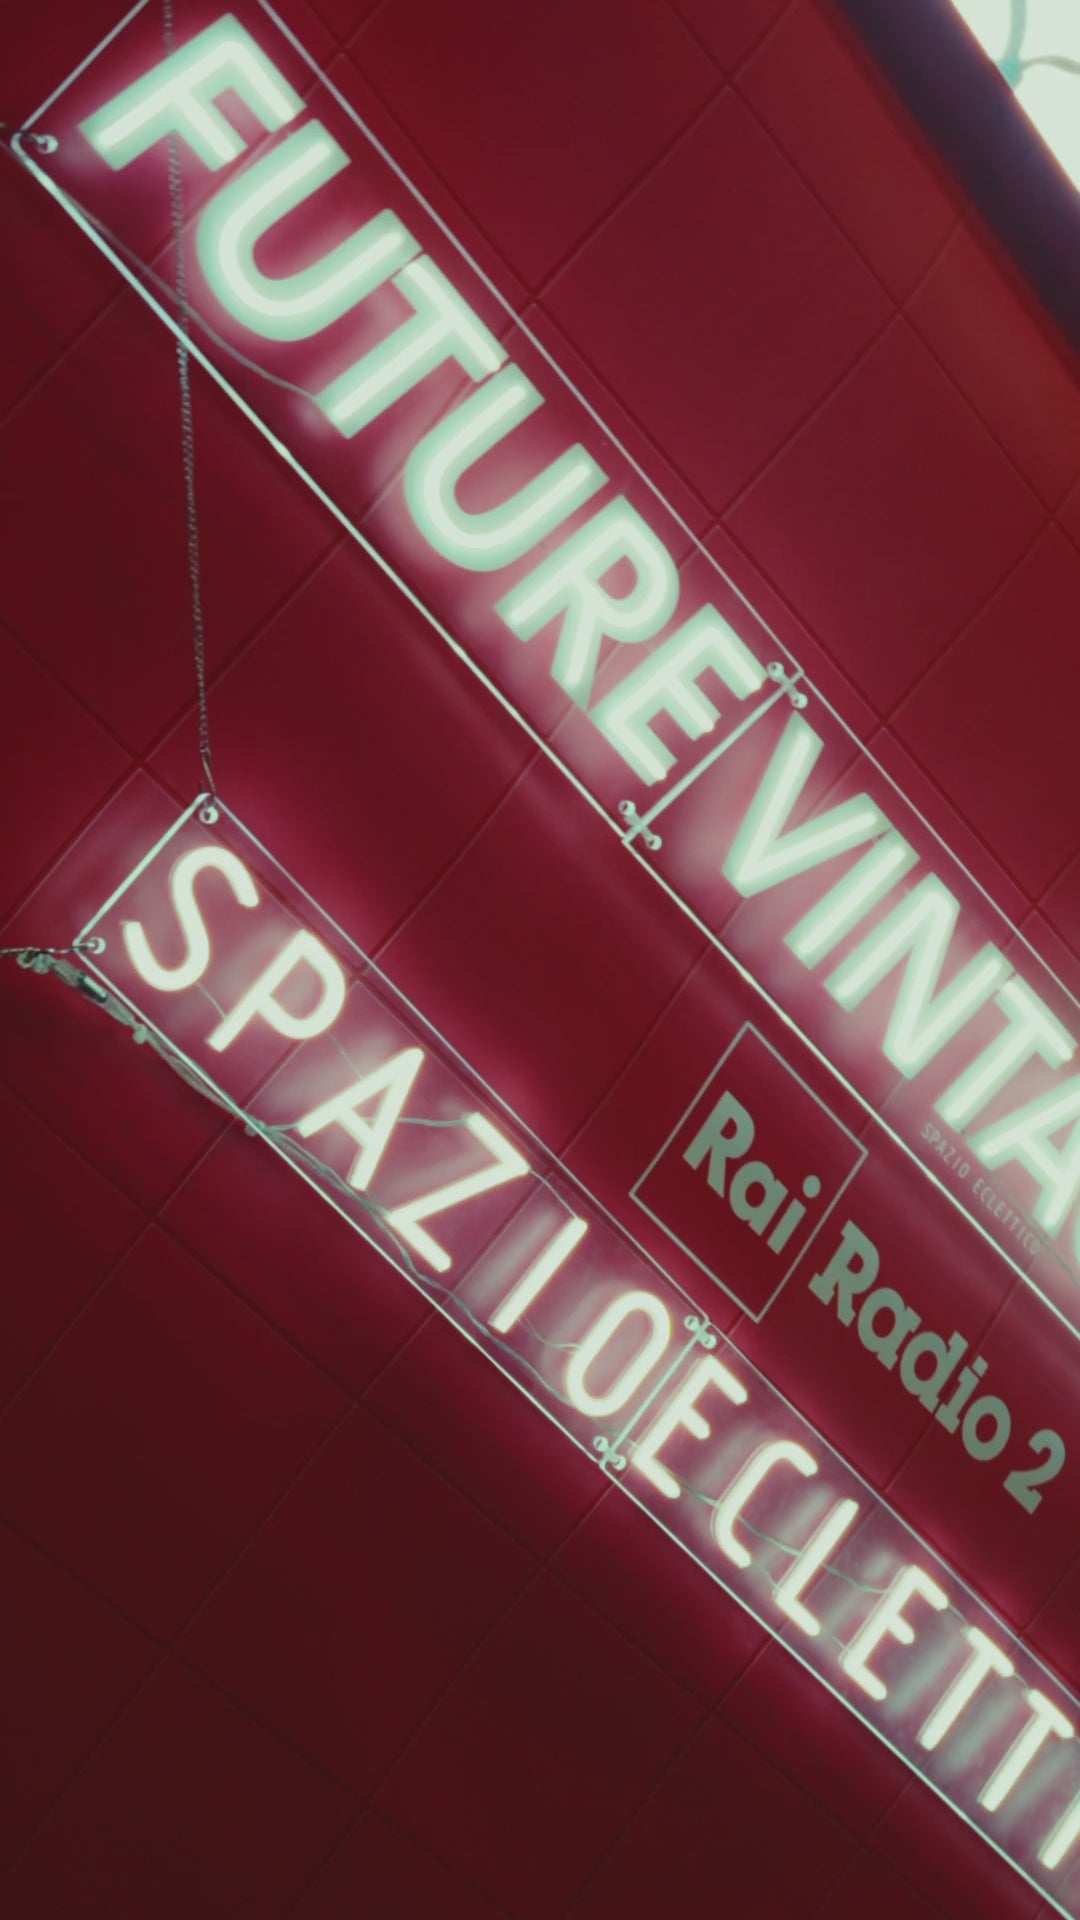 FUTURE VINTA
SPAZIO ECLETTICO
Rai Radio 2
SPAZIO ECLETTI